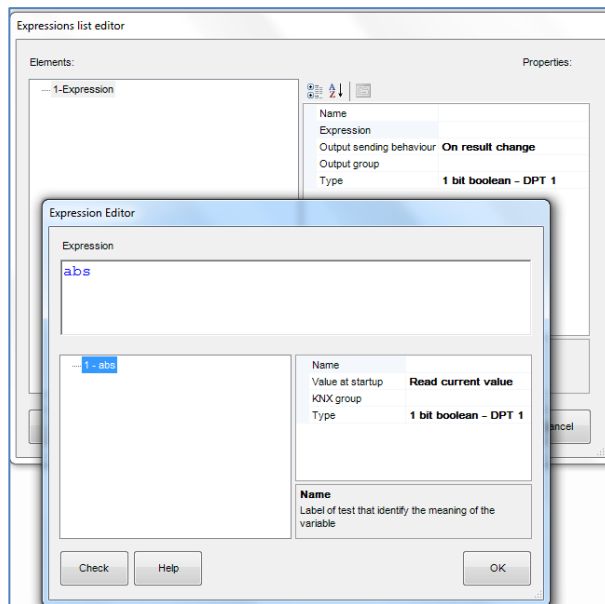 Expressions list editor
Elements:
Properties:
1-Expression
Name
Expression
Output sending behaviour On result change
Output group
Type 1 bit boolean – DPT 1
Expression Editor
Expression
abs
1 - abs
Name
Value at startup Read current value
KNX group
Type 1 bit boolean – DPT 1
Name
Label of test that identify the meaning of the
variable
Check
Help
OK